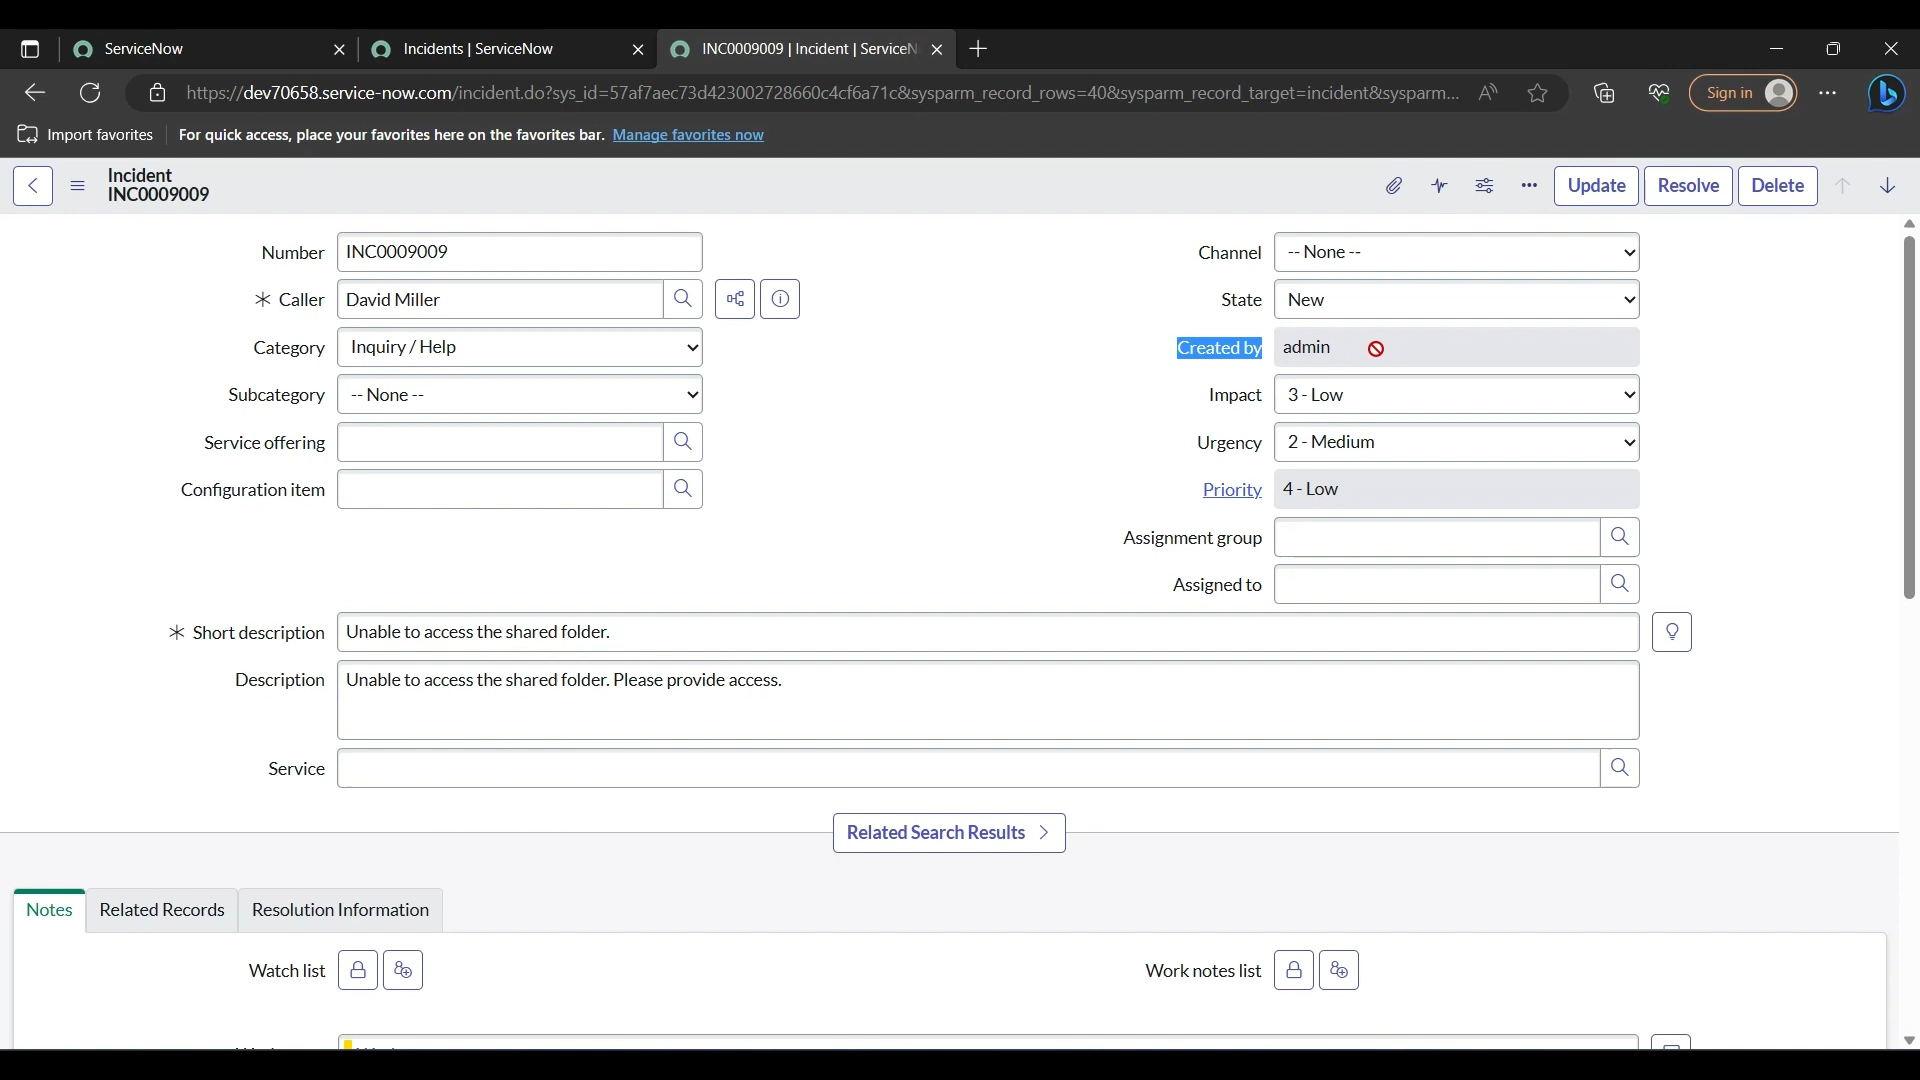 ServiceNow
Incidents | ServiceNow
INC0009009 | Incident | ServiceN
https://dev70658.service-now.com/incident.do?sys_id=57af7aec73d423002728660c4cf6a71c&sysparm_record_rows=40&sysparm_record_target=incident&sysparm...
Sign in
Import favorites
For quick access, place your favorites here on the favorites bar. Manage favorites now
Incident
INC0009009
Update
Resolve
Delete
Number INC0009009
Channel -- None --
Caller David Miller
State New
Category Inquiry / Help
Created by admin
Subcategory -- None --
Impact 3 - Low
Service offering
Urgency 2 - Medium
Configuration item
Priority 4 - Low
Assignment group
Assigned to
Short description Unable to access the shared folder.
Description Unable to access the shared folder. Please provide access.
Service
Related Search Results
Notes
Related Records
Resolution Information
Watch list
Work notes list